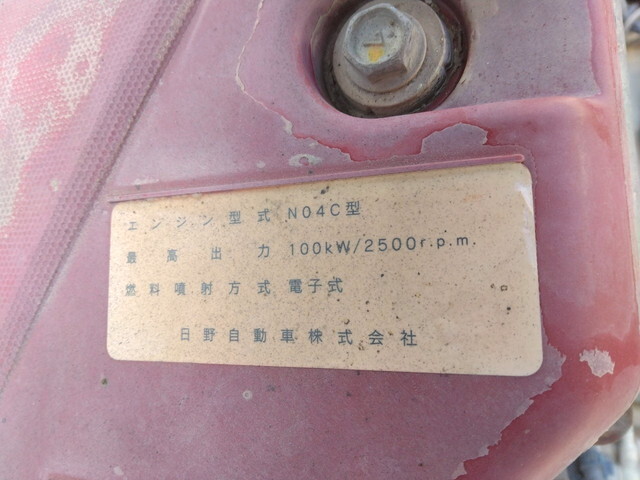 エンジン型式 N04C型
最高出力 100kW/2500r.p.m.
燃料噴射方式 電子式
日野自動車株式会社